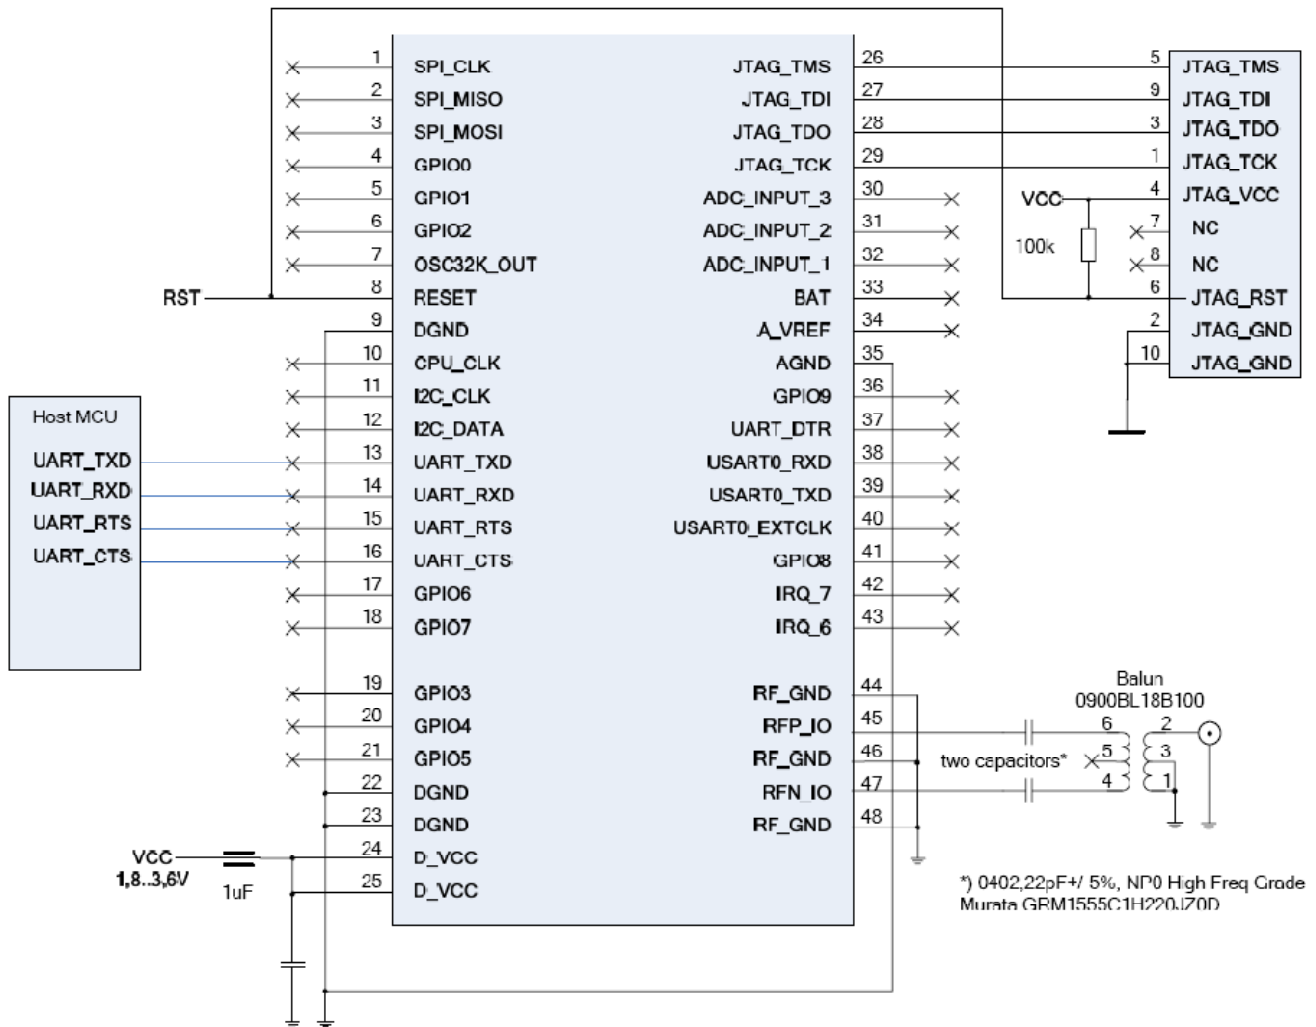 1 SPI_CLK JTAG_TMS 26 5 JTAG_TMS
2 SPI_MISO JTAG_TDI 27 9 JTAG_TDI
3 SPI_MOSI JTAG_TDO 28 3 JTAG_TDO
4 GPIO0 JTAG_TCK 29 1 JTAG_TCK
5 GPIO1 ADC_INPUT_3 30 VCC 4 JTAG_VCC
6 GPIO2 ADC_INPUT_2 31 7 NC
100k
7 OSC32K_OUT ADC_INPUT_1 32 8 NC
RST 8 RESET BAT 33 6 JTAG_RST
9 DGND A_VREF 34 2 JTAG_GND
10 CPU_CLK AGND 35 10 JTAG_GND
11 I2C_CLK GPIO9 36
Host MCU
12 I2C_DATA UART_DTR 37
UART_TXD 13 UART_TXD USART0_RXD 38
UART_RXD 14 UART_RXD USART0_TXD 39
UART_RTS 15 UART_RTS USART0_EXTCLK 40
UART_CTS 16 UART_CTS GPIO8 41
17 GPIO6 IRQ_7 42
18 GPIO7 IRQ_6 43
19 GPIO3 RF_GND 44
Balun
0900BL18B100
20 GPIO4 RFP_IO 45 6 2
21 GPIO5 RF_GND 46 two capacitors* 5 3
22 DGND RFN_IO 47 4 1
23 DGND RF_GND 48
VCC 24 D_VCC
1,8..3,6V
1uF
25 D_VCC
*) 0402,22pF+/ 5%, NP0 High Freq Grade
Murata GRM1555C1H220JZ0D